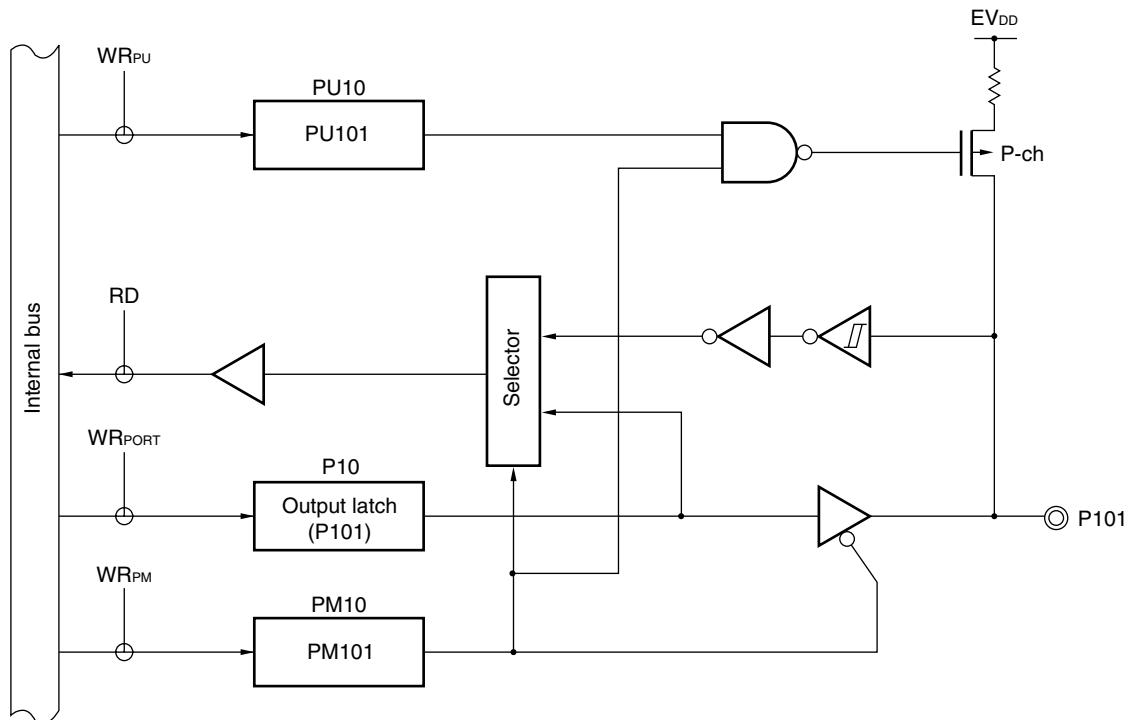 EVDD
WRPU
PU10
PU101
P-ch
Internal bus
RD
Selector
WRPORT
P10
Output latch
(P101)
P101
WRPM
PM10
PM101